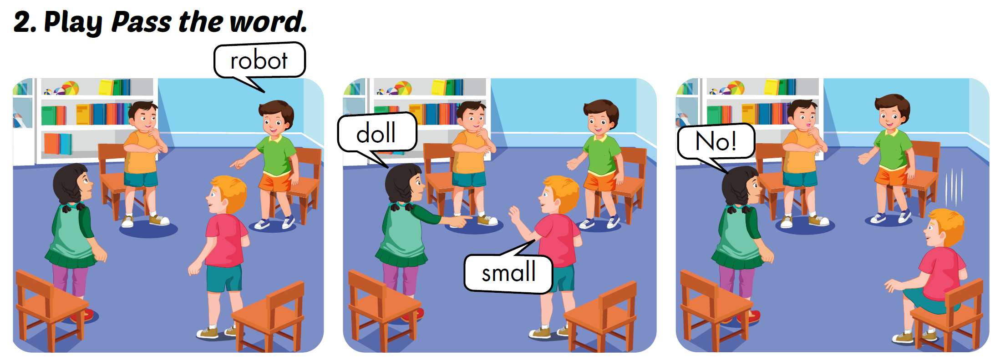 2. Play Pass the word.
robot
doll
small
No!